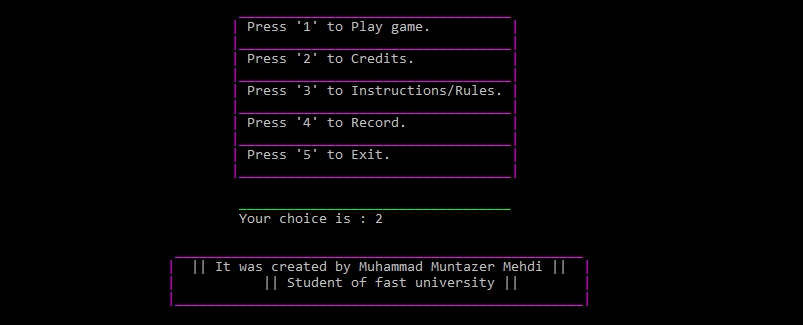 Press '1' to Play game.
Press '2' to Credits.
Press '3' to Instructions/Rules.
Press '4' to Record.
Press '5' to Exit.
Your choice is : 2
|| It was created by Muhammad Muntazer Mehdi ||
|| Student of fast university ||